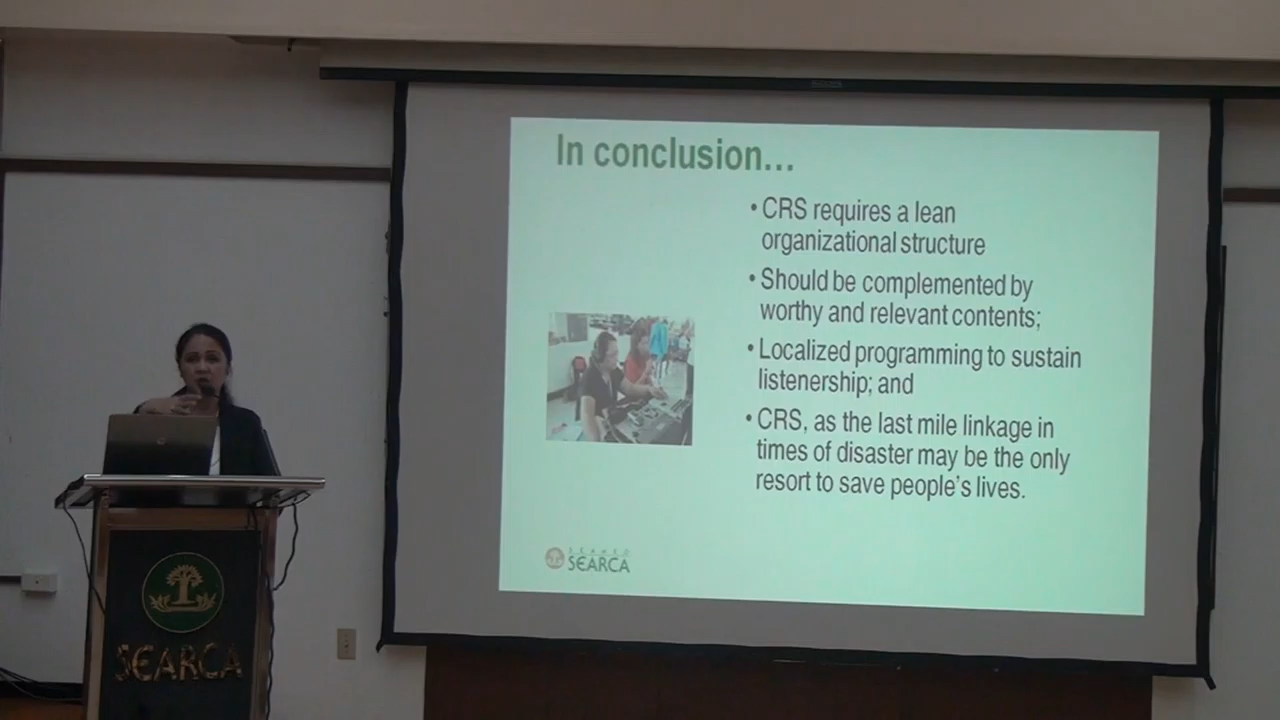 In conclusion...
• CRS requires a lean
organizational structure
• Should be complemented by
worthy and relevant contents;
• Localized programming to sustain
listenership; and
• CRS, as the last mile linkage in
times of disaster may be the only
resort to save people's lives.
SEAMEO
SEARCA
SEARCA